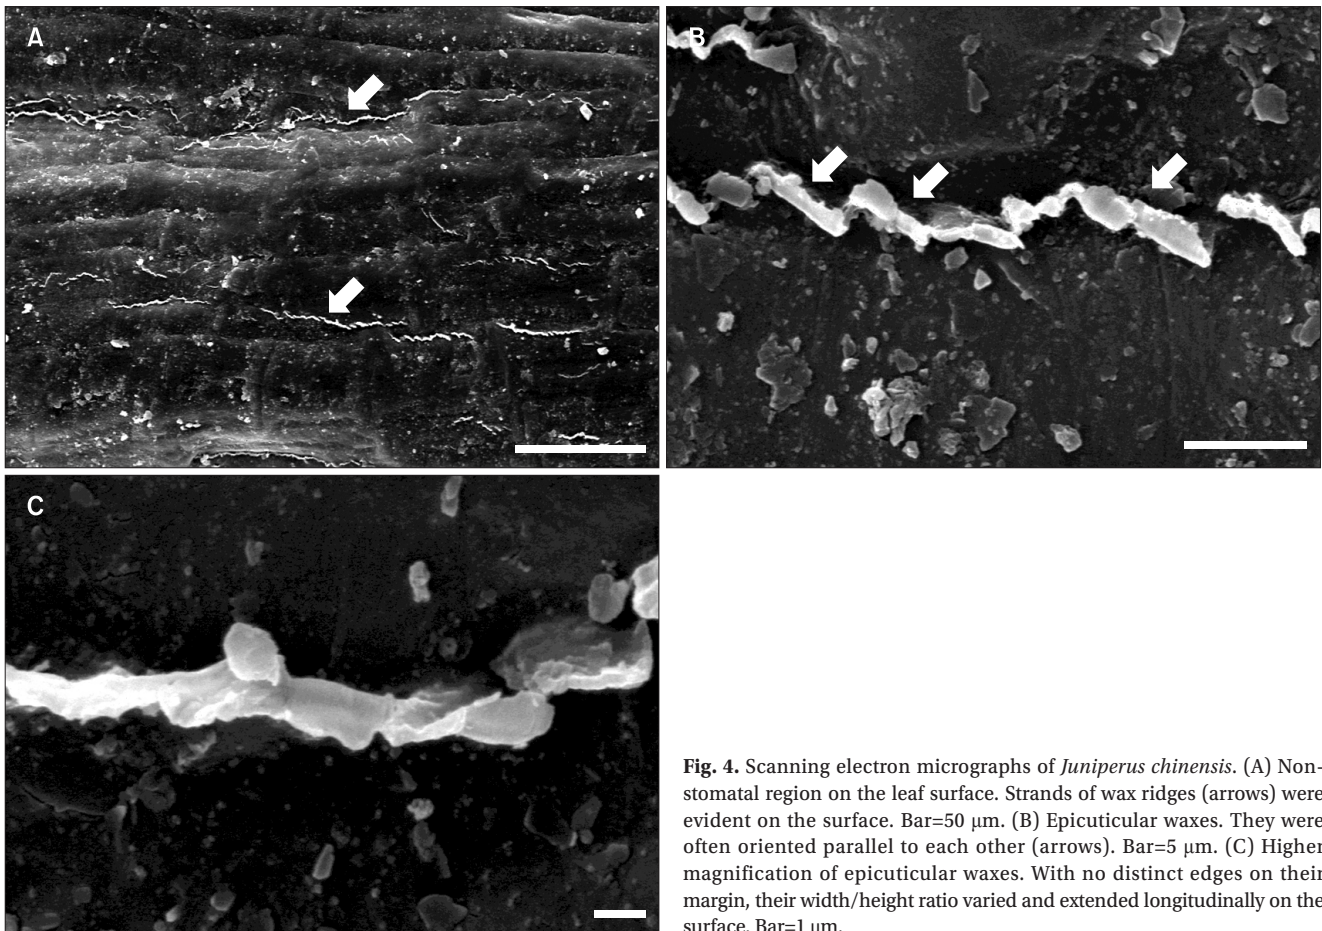 A
B
C
Fig. 4. Scanning electron micrographs of Juniperus chinensis. (A) Non-
stomatal region on the leaf surface. Strands of wax ridges (arrows) were
evident on the surface. Bar=50 μm. (B) Epicuticular waxes. They were
often oriented parallel to each other (arrows). Bar=5 μm. (C) Higher
magnification of epicuticular waxes. With no distinct edges on their
margin, their width/height ratio varied and extended longitudinally on the
surface. Bar=1 μm.